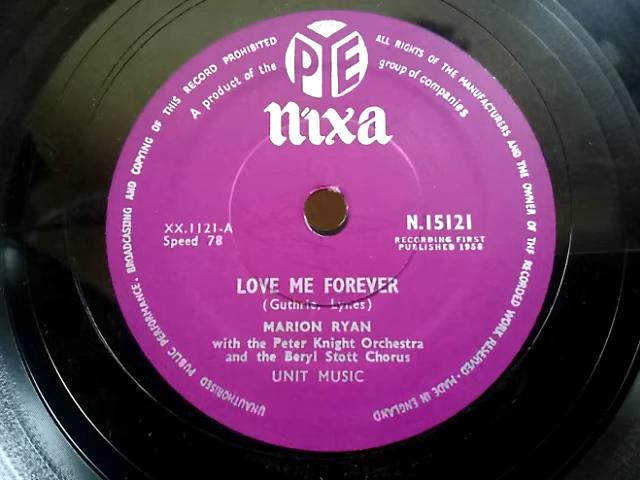 UNAUTHORISED PUBLIC PERFORMANCE · BROADCASTING AND COPYING OF THIS RECORD PROHIBITED
ALL RIGHTS OF THE MANUFACTURERS AND THE OWNER OF THE RECORDED WORK RESERVED · MADE IN ENGLAND
A product of the
PYE
group of companies
nixa
XX.1121-A
Speed 78
N.15121
RECORDING FIRST
PUBLISHED 1958
LOVE ME FOREVER
(Guthrie, Lynes)
MARION RYAN
with the Peter Knight Orchestra
and the Beryl Stott Chorus
UNIT MUSIC